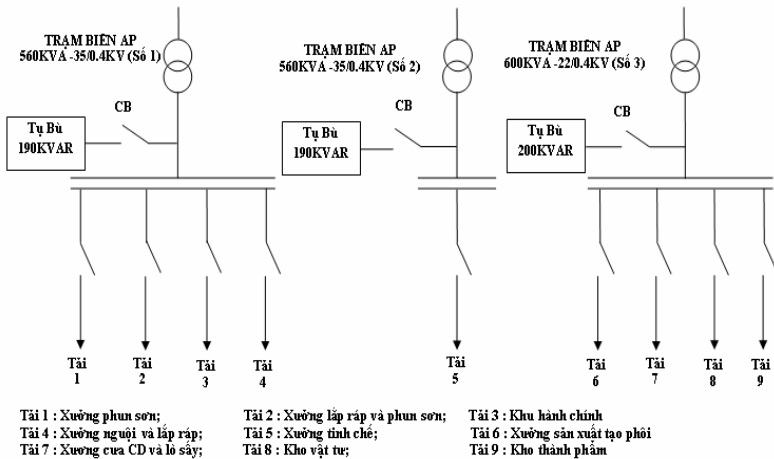 TRẠM BIẾN AP
560KVA -35/0.4KV (Số 1)
TRẠM BIẾN AP
560KVA -35/0.4KV (Số 2)
TRẠM BIẾN AP
600KVA -22/0.4KV (Số 3)
CB
CB
CB
Tụ Bù
190KVAR
Tụ Bù
190KVAR
Tụ Bù
200KVAR
Tải
1
Tải
2
Tải
3
Tải
4
Tải
5
Tải
6
Tải
7
Tải
8
Tải
9
Tải 1 : Xưởng phun sơn; Tải 2 : Xưởng lắp ráp và phun sơn; Tải 3 : Khu hành chính
Tải 4 : Xưởng nguội và lắp ráp; Tải 5 : Xưởng tinh chế; Tải 6 : Xưởng sản xuất tạo phôi
Tải 7 : Xương cưa CD và lò sấy; Tải 8 : Kho vật tư; Tải 9 : Kho thành phẩm